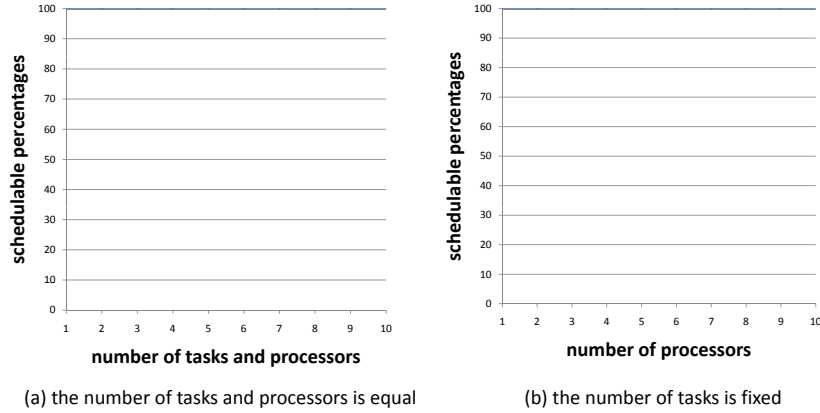 100
90
80
70
60
50
40
30
20
10
0
schedulable percentages
1 2 3 4 5 6 7 8 9 10
number of tasks and processors
(a) the number of tasks and processors is equal
100
90
80
70
60
50
40
30
20
10
0
schedulable percentages
1 2 3 4 5 6 7 8 9 10
number of processors
(b) the number of tasks is fixed